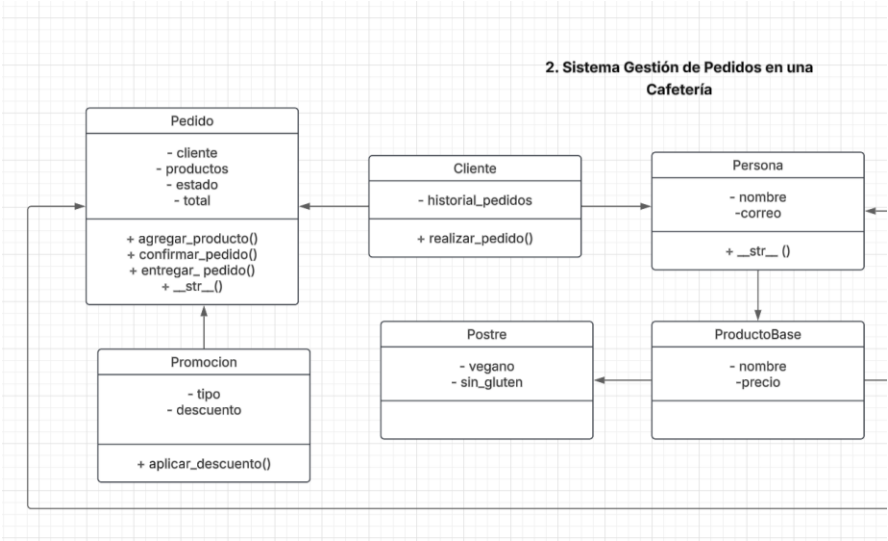 2. Sistema Gestión de Pedidos en una
Cafetería
Pedido
- cliente
- productos
- estado
- total
+ agregar_producto()
+ confirmar_pedido()
+ entregar_ pedido()
+ __str__()
Cliente
- historial_pedidos
+ realizar_pedido()
Persona
- nombre
-correo
+ __str__ ()
Promocion
- tipo
- descuento
+ aplicar_descuento()
Postre
- vegano
- sin_gluten
ProductoBase
- nombre
-precio